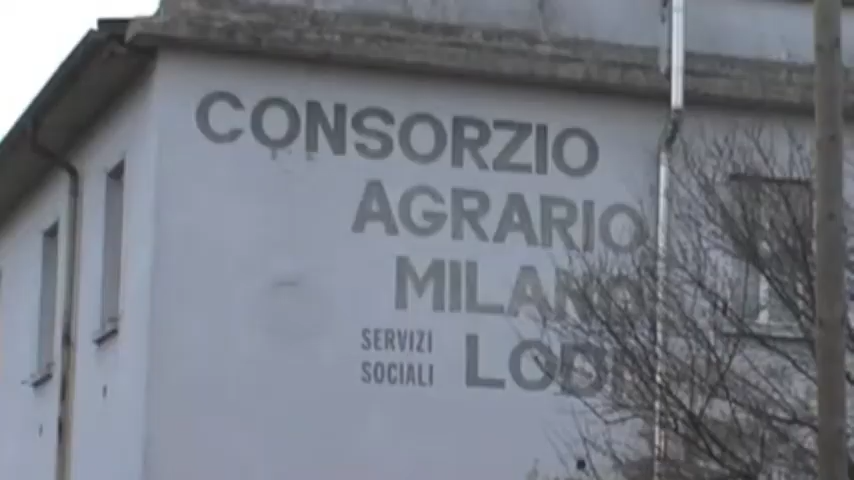 CONSORZIO
AGRARIO
MILANO
SERVIZI
SOCIALI
LODI